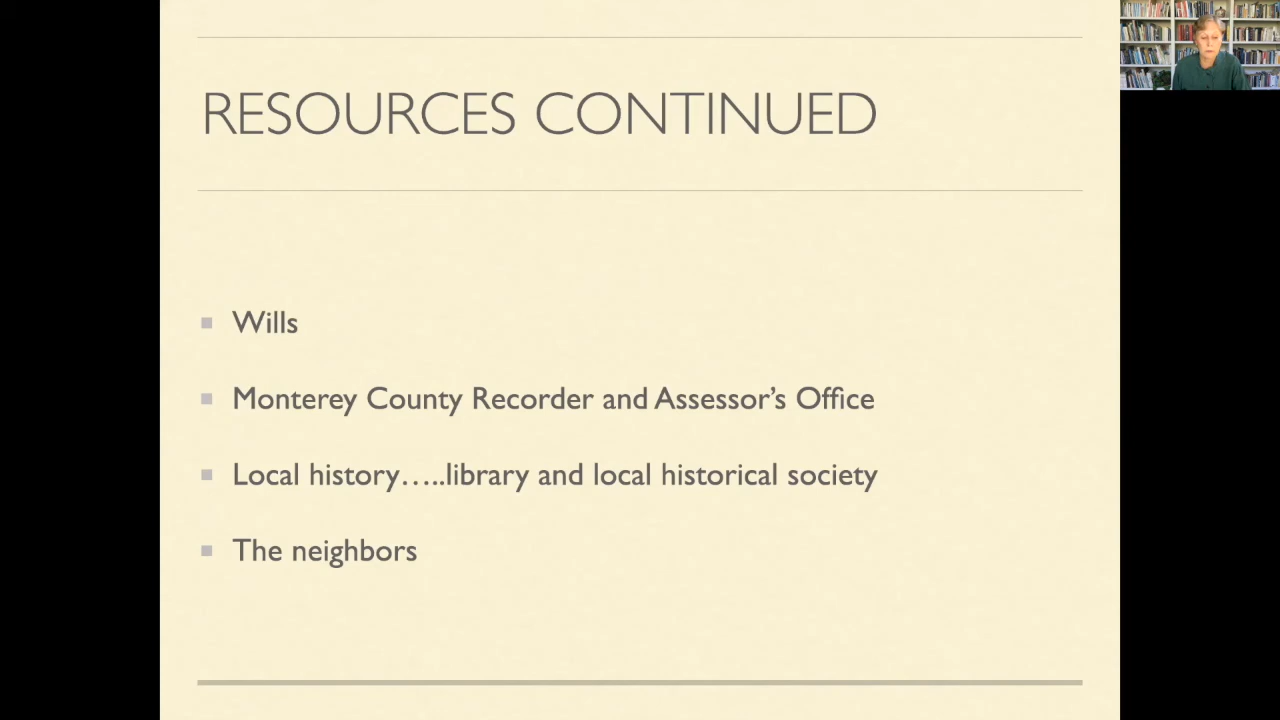 RESOURCES CONTINUED
Wills
Monterey County Recorder and Assessor’s Office
Local history…..library and local historical society
The neighbors